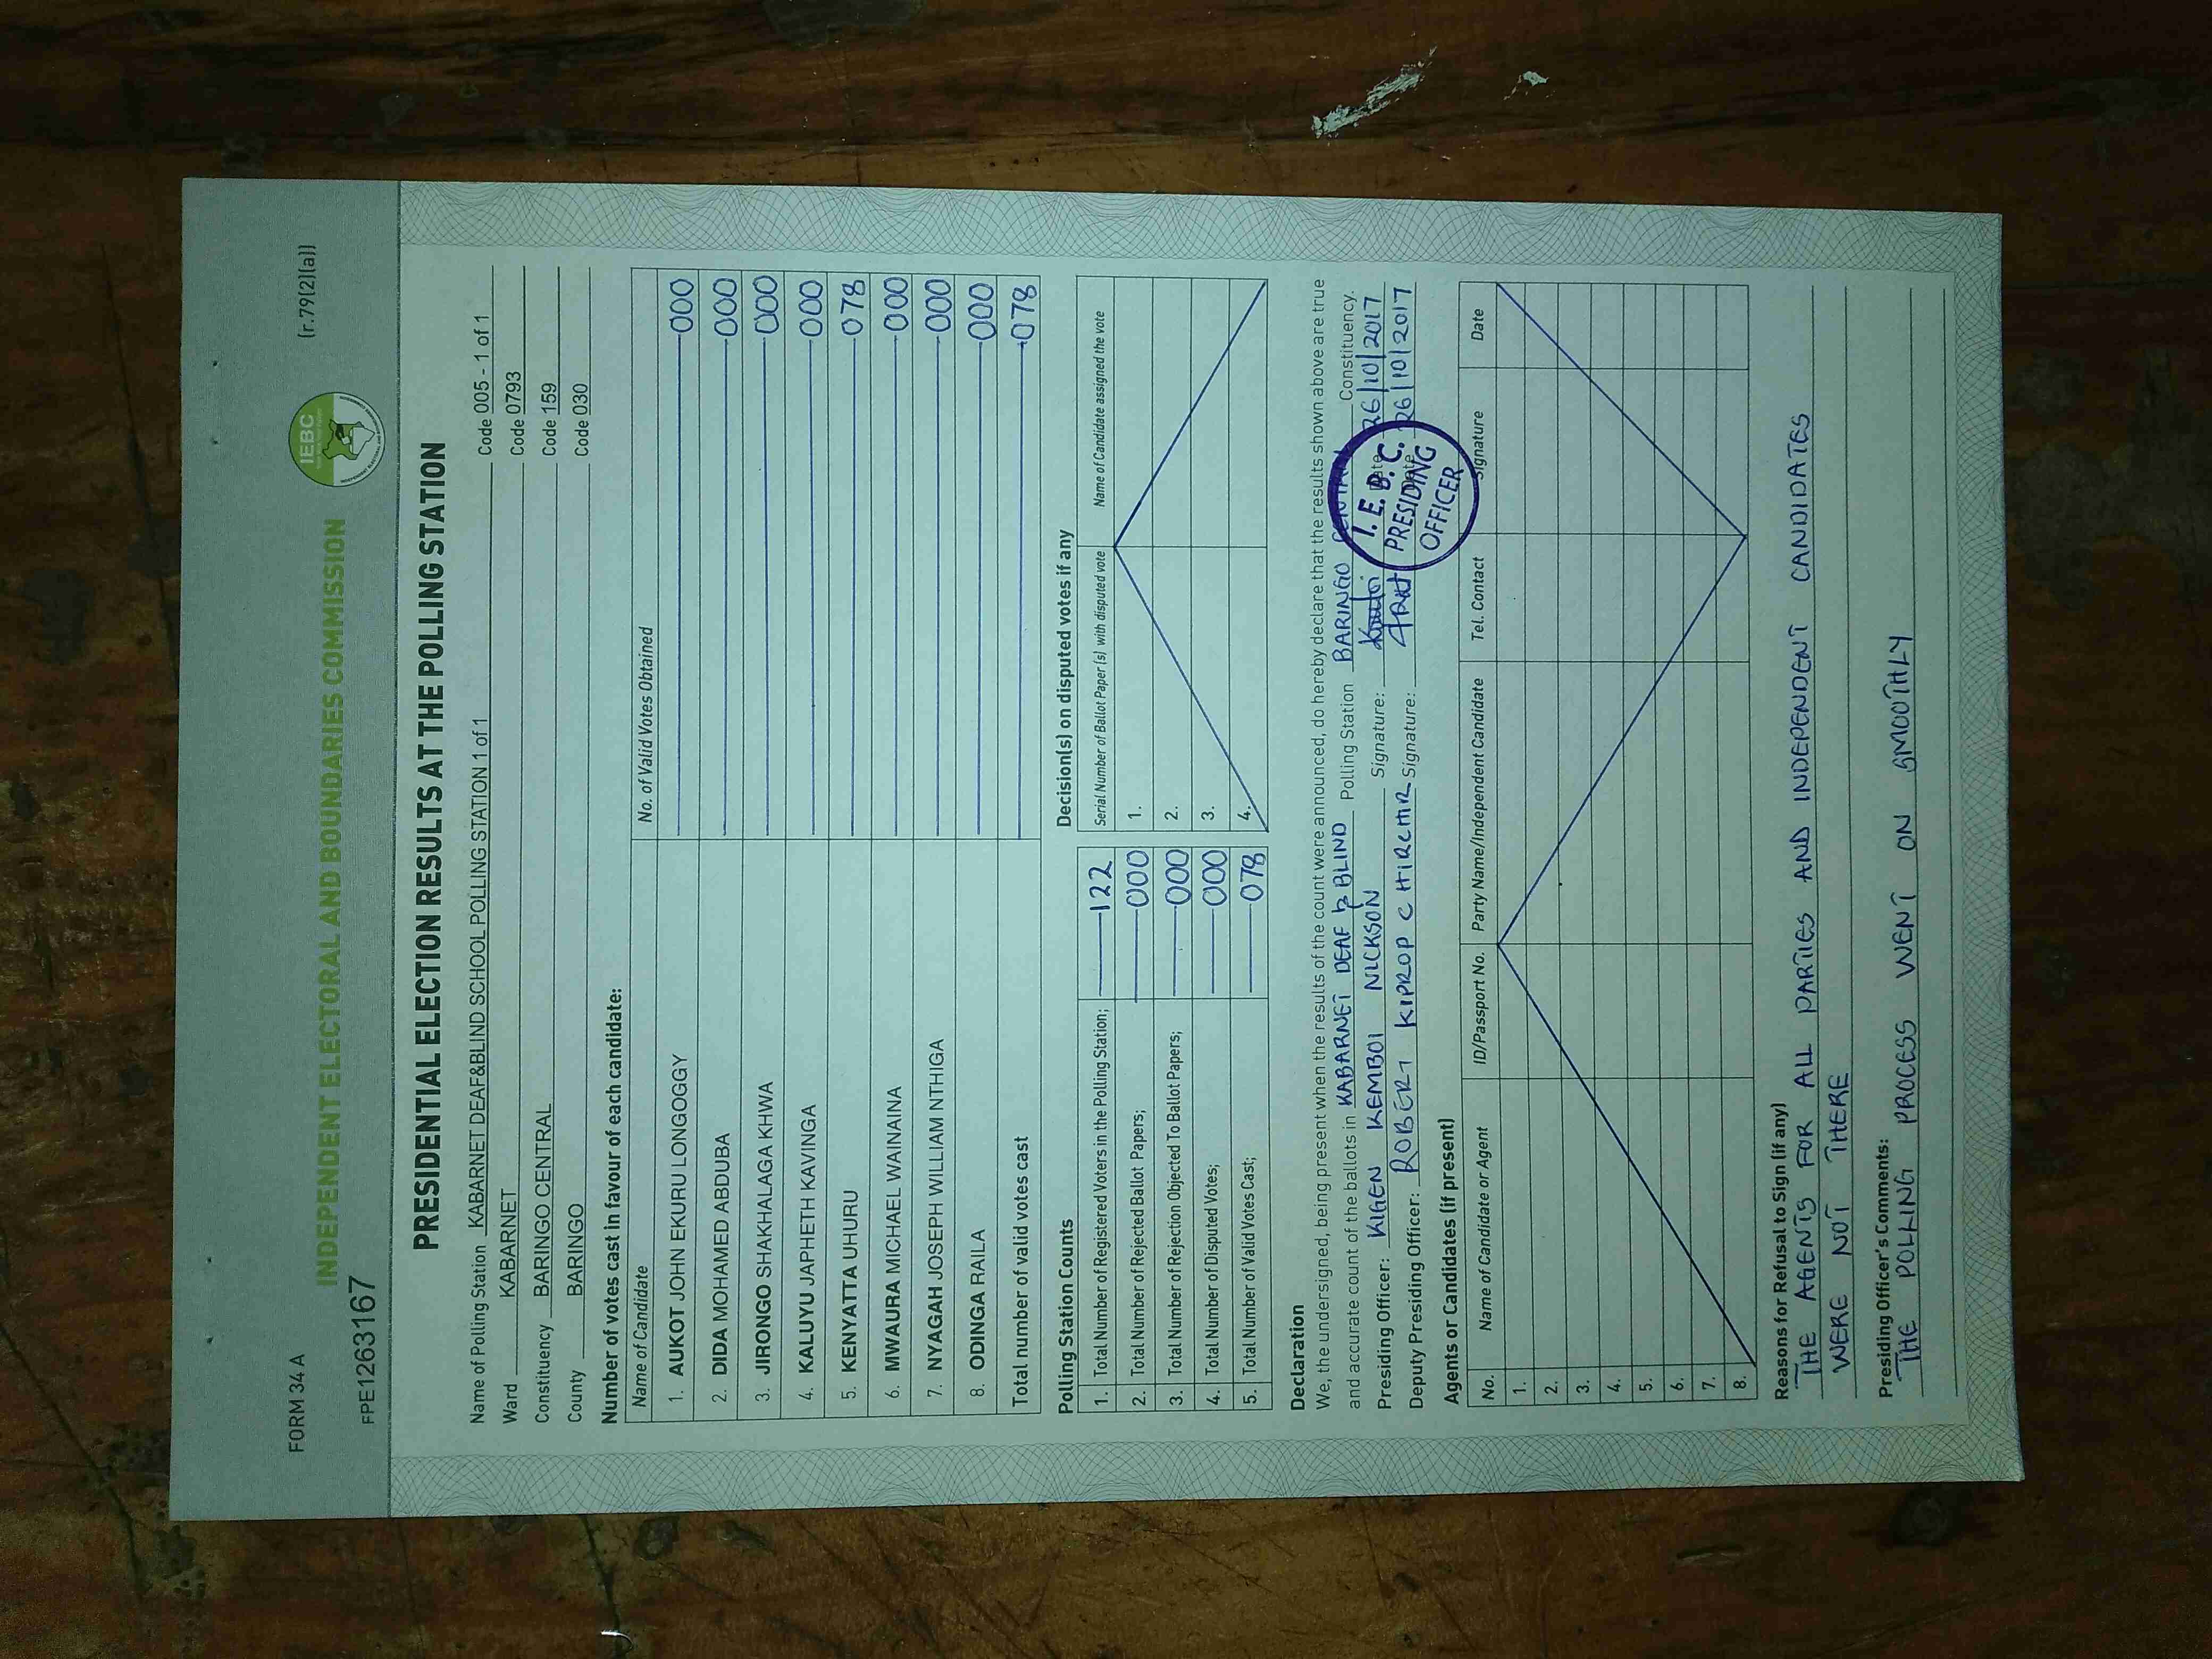 FORM 34 A
(r.79(2)(a))
IEBC
INDEPENDENT ELECTORAL AND BOUNDARIES COMMISSION
FPE1263167
PRESIDENTIAL ELECTION RESULTS AT THE POLLING STATION
Name of Polling Station KABARNET DEAF&BLIND SCHOOL POLLING STATION 1 of 1 Code 005 - 1 of 1
Ward KABARNET Code 0793
Constituency BARINGO CENTRAL Code 159
County BARINGO Code 030
Number of votes cast in favour of each candidate:
Name of Candidate No. of Valid Votes Obtained
1. AUKOT JOHN EKURU LONGOGGY 000
2. DIDA MOHAMED ABDUBA 000
3. JIRONGO SHAKHALAGA KHWA 000
4. KALUYU JAPHETH KAVINGA 000
5. KENYATTA UHURU 078
6. MWAURA MICHAEL WAINAINA 000
7. NYAGAH JOSEPH WILLIAM NTHIGA 000
8. ODINGA RAILA 000
Total number of valid votes cast 078
Polling Station Counts
1. Total Number of Registered Voters in the Polling Station; 122
2. Total Number of Rejected Ballot Papers; 000
3. Total Number of Rejection Objected To Ballot Papers; 000
4. Total Number of Disputed Votes; 000
5. Total Number of Valid Votes Cast; 078
Decision(s) on disputed votes if any
Serial Number of Ballot Paper (s) with disputed vote Name of Candidate assigned the vote
1.
2.
3.
4.
Declaration
We, the undersigned, being present when the results of the count were announced, do hereby declare that the results shown above are true
and accurate count of the ballots in KABARNET DEAF & BLIND Polling Station BARINGO CENTRAL Constituency.
Presiding Officer: KIGEN KEMBOI NICKSON Signature: Date 26/10/2017
Deputy Presiding Officer: ROBERT KIPROP Signature: Date 26/10/2017
I.E.B.C.
PRESIDING
OFFICER
Agents or Candidates (if present)
No. Name of Candidate or Agent ID/Passport No. Party Name/Independent Candidate Tel. Contact Signature Date
1.
2.
3.
4.
5.
6.
7.
8.
Reasons for Refusal to Sign (if any)
THE AGENTS FOR ALL PARTIES AND INDEPENDENT CANDIDATES
WERE NOT THERE
Presiding Officer's Comments:
THE POLLING PROCESS WENT ON SMOOTHLY